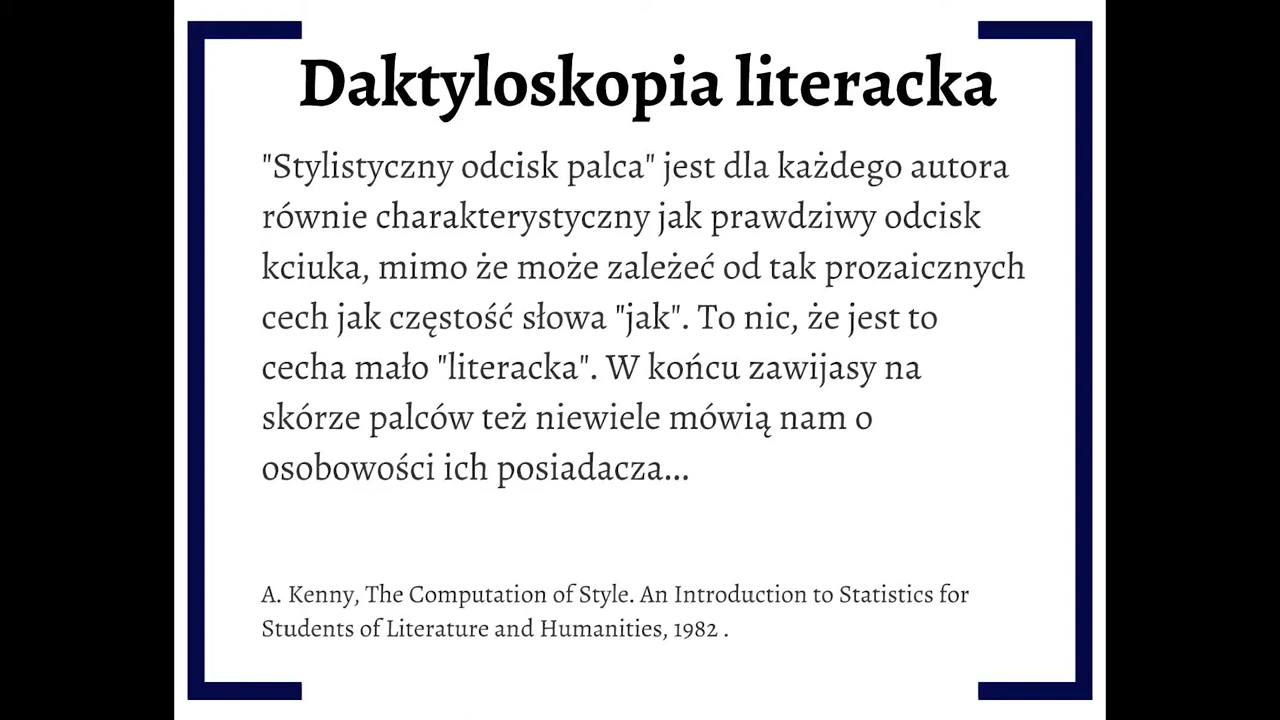 Daktyloskopia literacka
"Stylistyczny odcisk palca" jest dla każdego autora
równie charakterystyczny jak prawdziwy odcisk
kciuka, mimo że może zależeć od tak prozaicznych
cech jak częstość słowa "jak". To nic, że jest to
cecha mało "literacka". W końcu zawijasy na
skórze palców też niewiele mówią nam o
osobowości ich posiadacza...
A. Kenny, The Computation of Style. An Introduction to Statistics for
Students of Literature and Humanities, 1982 .